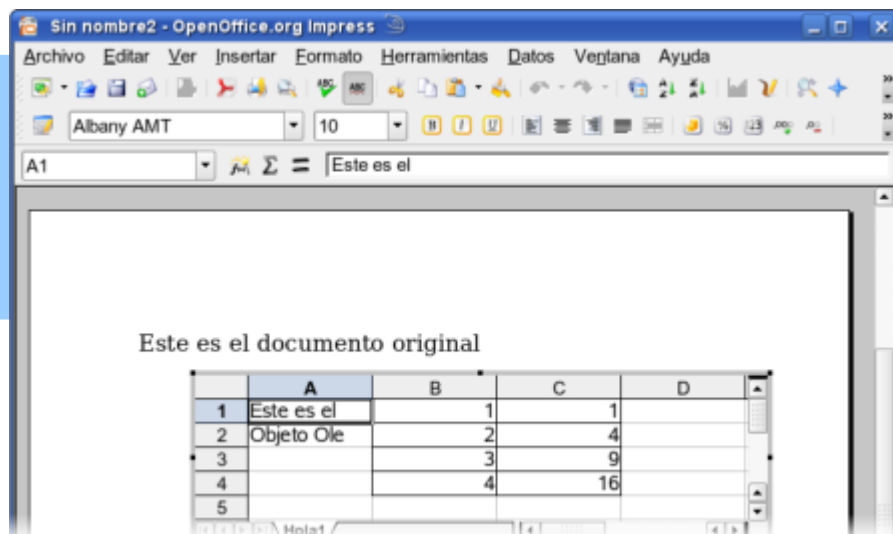 Sin nombre2 - OpenOffice.org Impress
Archivo Editar Ver Insertar Formato Herramientas Datos Ventana Ayuda
Albany AMT 10
A1 Este es el
Este es el documento original
A B C D
1 Este es el 1 1
2 Objeto Ole 2 4
3 3 9
4 4 16
5
Hoja1